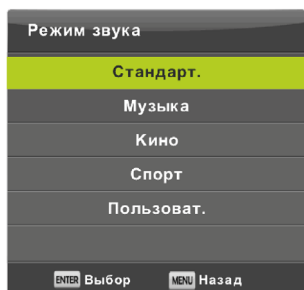 Режим звука
Стандарт.
Музыка
Кино
Спорт
Пользоват.
ENTER Выбор MENU Назад